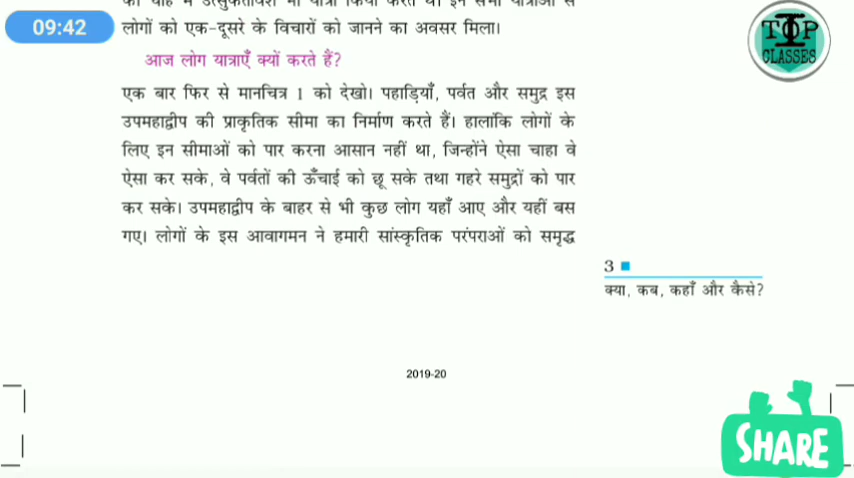 09:42
लोगों को एक-दूसरे के विचारों को जानने का अवसर मिला।
TOP
CLASSES
आज लोग यात्राएँ क्यों करते हैं?
एक बार फिर से मानचित्र 1 को देखो। पहाड़ियाँ, पर्वत और समुद्र इस
उपमहाद्वीप की प्राकृतिक सीमा का निर्माण करते हैं। हालांकि लोगों के
लिए इन सीमाओं को पार करना आसान नहीं था, जिन्होंने ऐसा चाहा वे
ऐसा कर सके, वे पर्वतों की ऊँचाई को छू सके तथा गहरे समुद्रों को पार
कर सके। उपमहाद्वीप के बाहर से भी कुछ लोग यहाँ आए और यहीं बस
गए। लोगों के इस आवागमन ने हमारी सांस्कृतिक परंपराओं को समृद्ध
3
क्या, कब, कहाँ और कैसे?
2019-20
SHARE